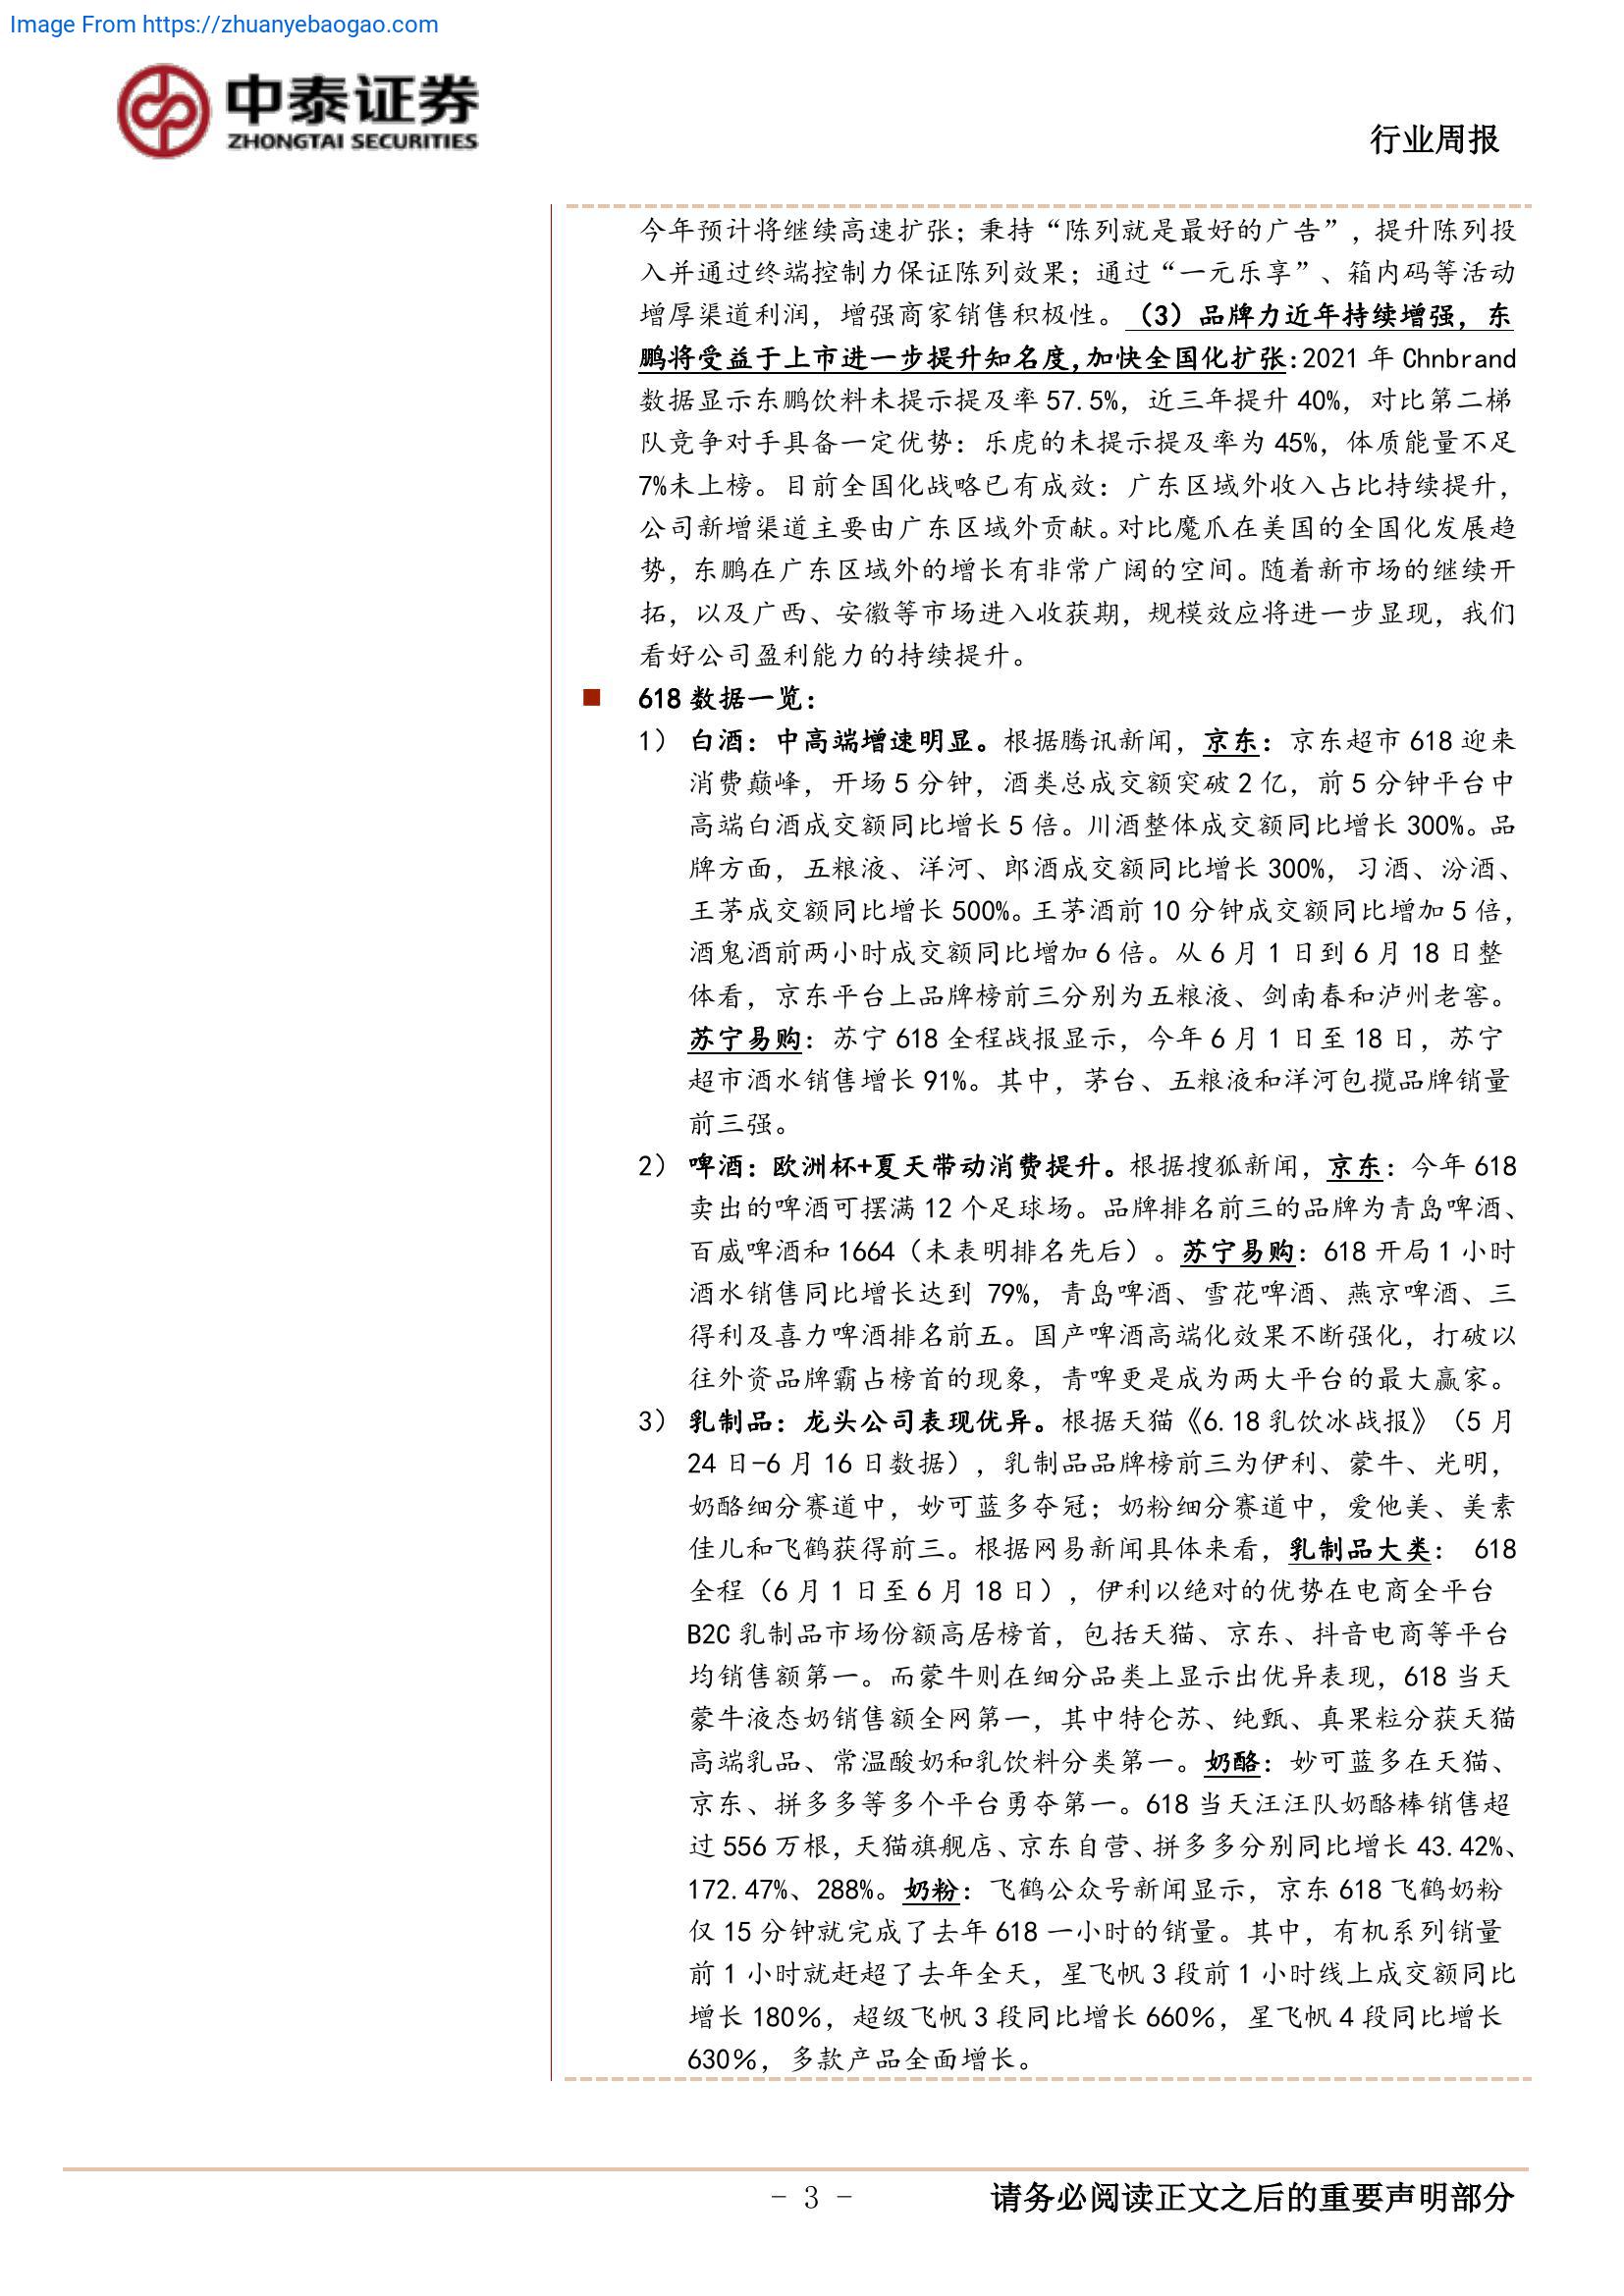 Image From https://zhuanyebaogao.com
中泰证券
ZHONGTAI SECURITIES
行业周报
今年预计将继续高速扩张；秉持“陈列就是最好的广告”，提升陈列投
入并通过终端控制力保证陈列效果；通过“一元乐享”、箱内码等活动
增厚渠道利润，增强商家销售积极性。（3）品牌力近年持续增强，东
鹏将受益于上市进一步提升知名度,加快全国化扩张:2021 年 Chnbrand
数据显示东鹏饮料未提示提及率 57.5%，近三年提升 40%，对比第二梯
队竞争对手具备一定优势：乐虎的未提示提及率为 45%，体质能量不足
7%未上榜。目前全国化战略已有成效：广东区域外收入占比持续提升，
公司新增渠道主要由广东区域外贡献。对比魔爪在美国的全国化发展趋
势，东鹏在广东区域外的增长有非常广阔的空间。随着新市场的继续开
拓，以及广西、安徽等市场进入收获期，规模效应将进一步显现，我们
看好公司盈利能力的持续提升。
■ 618 数据一览：
1） 白酒：中高端增速明显。根据腾讯新闻，京东：京东超市 618 迎来
消费巅峰，开场 5 分钟，酒类总成交额突破 2 亿，前 5 分钟平台中
高端白酒成交额同比增长 5 倍。川酒整体成交额同比增长 300%。品
牌方面，五粮液、洋河、郎酒成交额同比增长 300%，习酒、汾酒、
王茅成交额同比增长 500%。王茅酒前 10 分钟成交额同比增加 5 倍，
酒鬼酒前两小时成交额同比增加 6 倍。从 6 月 1 日到 6 月 18 日整
体看，京东平台上品牌榜前三分别为五粮液、剑南春和泸州老窖。
苏宁易购：苏宁 618 全程战报显示，今年 6 月 1 日至 18 日，苏宁
超市酒水销售增长 91%。其中，茅台、五粮液和洋河包揽品牌销量
前三强。
2） 啤酒：欧洲杯+夏天带动消费提升。根据搜狐新闻，京东：今年 618
卖出的啤酒可摆满 12 个足球场。品牌排名前三的品牌为青岛啤酒、
百威啤酒和 1664（未表明排名先后）。苏宁易购：618 开局 1 小时
酒水销售同比增长达到 79%，青岛啤酒、雪花啤酒、燕京啤酒、三
得利及喜力啤酒排名前五。国产啤酒高端化效果不断强化，打破以
往外资品牌霸占榜首的现象，青啤更是成为两大平台的最大赢家。
3） 乳制品：龙头公司表现优异。根据天猫《6.18 乳饮冰战报》（5 月
24 日-6 月 16 日数据），乳制品品牌榜前三为伊利、蒙牛、光明，
奶酪细分赛道中，妙可蓝多夺冠；奶粉细分赛道中，爱他美、美素
佳儿和飞鹤获得前三。根据网易新闻具体来看，乳制品大类： 618
全程（6 月 1 日至 6 月 18 日），伊利以绝对的优势在电商全平台
B2C 乳制品市场份额高居榜首，包括天猫、京东、抖音电商等平台
均销售额第一。而蒙牛则在细分品类上显示出优异表现，618 当天
蒙牛液态奶销售额全网第一，其中特仑苏、纯甄、真果粒分获天猫
高端乳品、常温酸奶和乳饮料分类第一。奶酪：妙可蓝多在天猫、
京东、拼多多等多个平台勇夺第一。618 当天汪汪队奶酪棒销售超
过 556 万根，天猫旗舰店、京东自营、拼多多分别同比增长 43.42%、
172.47%、288%。奶粉：飞鹤公众号新闻显示，京东 618 飞鹤奶粉
仅 15 分钟就完成了去年 618 一小时的销量。其中，有机系列销量
前 1 小时就赶超了去年全天，星飞帆 3 段前 1 小时线上成交额同比
增长 180％，超级飞帆 3 段同比增长 660％，星飞帆 4 段同比增长
630％，多款产品全面增长。
- 3 -
请务必阅读正文之后的重要声明部分